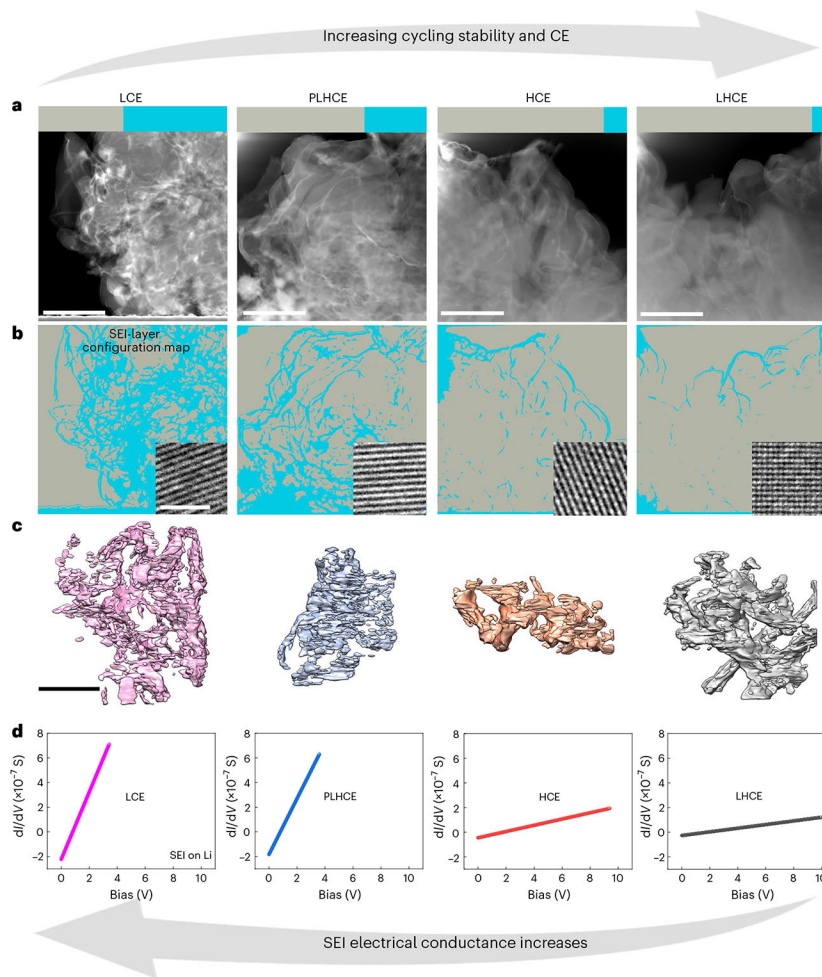 Increasing cycling stability and CE
a
LCE
PLHCE
HCE
LHCE
b
SEI-layer
configuration map
c
d
8
6
4
2
0
−2
dI/dV (×10⁻⁷ S)
LCE
SEI on Li
0 2 4 6 8 10
Bias (V)
8
6
4
2
0
−2
dI/dV (×10⁻⁷ S)
PLHCE
0 2 4 6 8 10
Bias (V)
8
6
4
2
0
−2
dI/dV (×10⁻⁷ S)
HCE
0 2 4 6 8 10
Bias (V)
8
6
4
2
0
−2
dI/dV (×10⁻⁷ S)
LHCE
0 2 4 6 8 10
Bias (V)
SEI electrical conductance increases